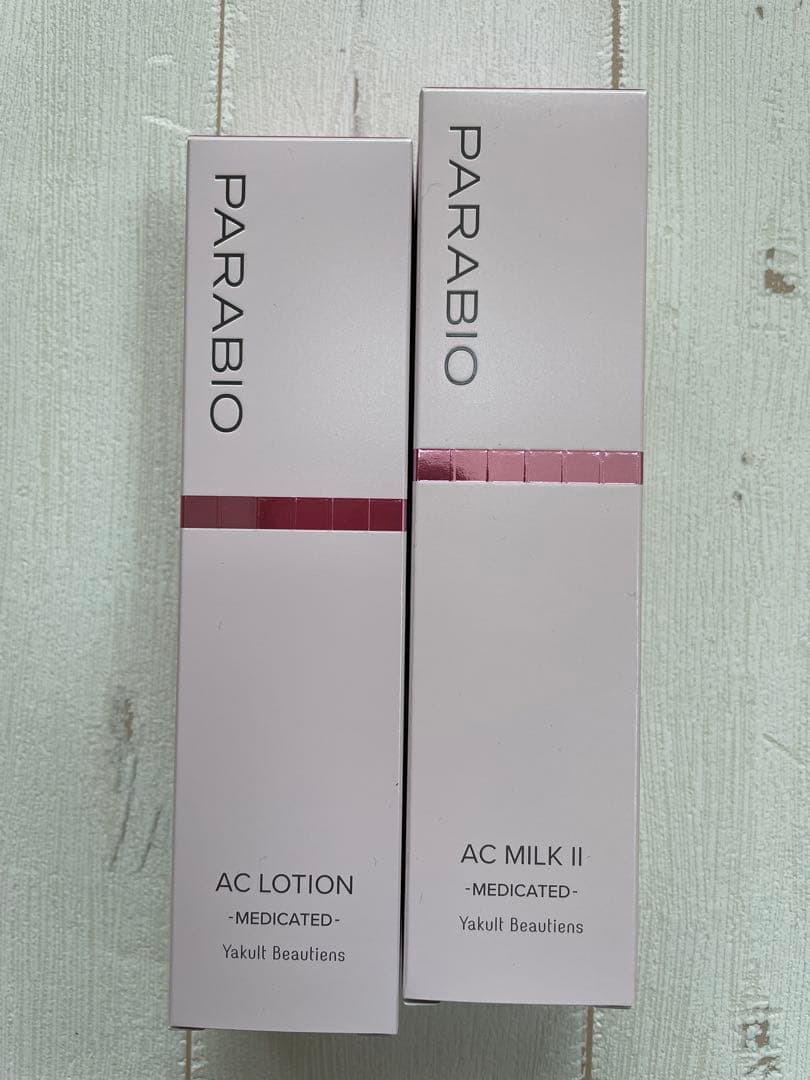 PARABIO
AC LOTION
-MEDICATED-
Yakult Beautiens
PARABIO
AC MILK II
-MEDICATED-
Yakult Beautiens